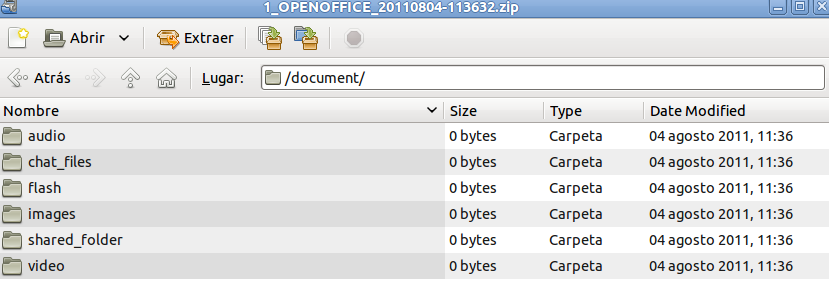 1_OPENOFFICE_20110804-113632.zip
Abrir Extraer
Atrás Lugar: /document/
Nombre Size Type Date Modified
audio 0 bytes Carpeta 04 agosto 2011, 11:36
chat_files 0 bytes Carpeta 04 agosto 2011, 11:36
flash 0 bytes Carpeta 04 agosto 2011, 11:36
images 0 bytes Carpeta 04 agosto 2011, 11:36
shared_folder 0 bytes Carpeta 04 agosto 2011, 11:36
video 0 bytes Carpeta 04 agosto 2011, 11:36